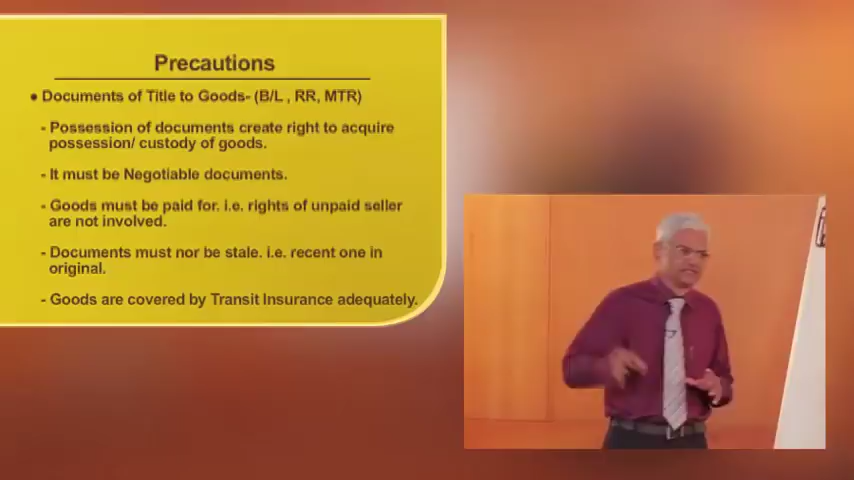 Precautions
● Documents of Title to Goods- (B/L , RR, MTR)
- Possession of documents create right to acquire
possession/ custody of goods.
- It must be Negotiable documents.
- Goods must be paid for. i.e. rights of unpaid seller
are not involved.
- Documents must nor be stale. i.e. recent one in
original.
- Goods are covered by Transit Insurance adequately.